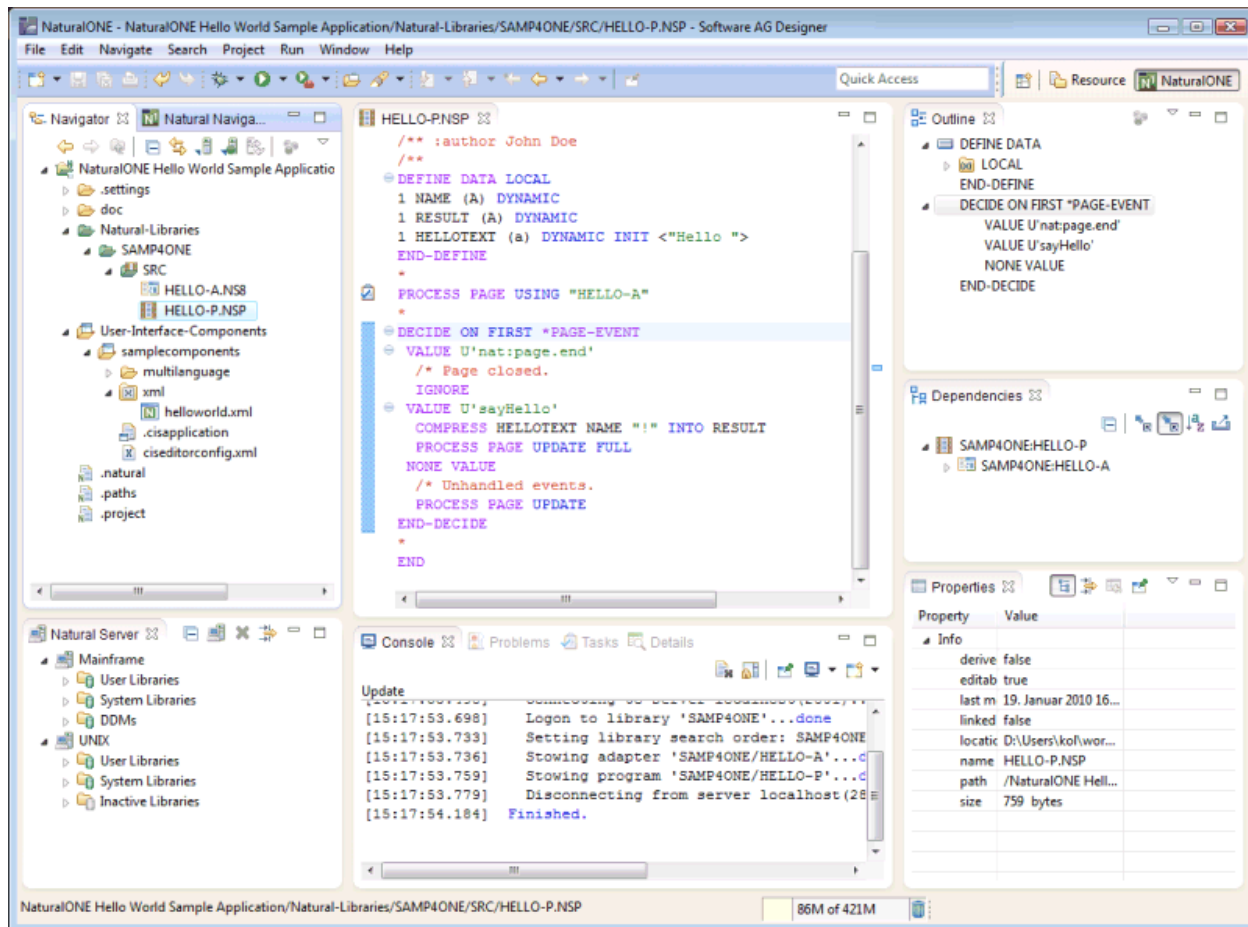 NaturalONE - NaturalONE Hello World Sample Application/Natural-Libraries/SAMP4ONE/SRC/HELLO-P.NSP - Software AG Designer
File Edit Navigate Search Project Run Window Help
Quick Access
Resource
NaturalONE
Navigator
Natural Naviga...
NaturalONE Hello World Sample Applicatio
.settings
doc
Natural-Libraries
SAMP4ONE
SRC
HELLO-A.NS8
HELLO-P.NSP
User-Interface-Components
samplecomponents
multilanguage
xml
helloworld.xml
.cisapplication
ciseditorconfig.xml
.natural
.paths
.project
HELLO-P.NSP
/** :author John Doe
/**
DEFINE DATA LOCAL
1 NAME (A) DYNAMIC
1 RESULT (A) DYNAMIC
1 HELLOTEXT (a) DYNAMIC INIT <"Hello ">
END-DEFINE
*
PROCESS PAGE USING "HELLO-A"
*
DECIDE ON FIRST *PAGE-EVENT
VALUE U'nat:page.end'
/* Page closed.
IGNORE
VALUE U'sayHello'
COMPRESS HELLOTEXT NAME "!" INTO RESULT
PROCESS PAGE UPDATE FULL
NONE VALUE
/* Unhandled events.
PROCESS PAGE UPDATE
END-DECIDE
*
END
Outline
DEFINE DATA
LOCAL
END-DEFINE
DECIDE ON FIRST *PAGE-EVENT
VALUE U'nat:page.end'
VALUE U'sayHello'
NONE VALUE
END-DECIDE
Dependencies
SAMP4ONE:HELLO-P
SAMP4ONE:HELLO-A
Natural Server
Mainframe
User Libraries
System Libraries
DDMs
UNIX
User Libraries
System Libraries
Inactive Libraries
Console Problems Tasks Details
Update
[15:17:53.698] Logon to library 'SAMP4ONE'...done
[15:17:53.733] Setting library search order: SAMP4ONE
[15:17:53.736] Stowing adapter 'SAMP4ONE/HELLO-A'...d
[15:17:53.759] Stowing program 'SAMP4ONE/HELLO-P'...d
[15:17:53.779] Disconnecting from server localhost(28
[15:17:54.184] Finished.
Properties
Property Value
Info
derive false
editab true
last m 19. Januar 2010 16...
linked false
locatic D:\Users\kol\wor...
name HELLO-P.NSP
path /NaturalONE Hell...
size 759 bytes
NaturalONE Hello World Sample Application/Natural-Libraries/SAMP4ONE/SRC/HELLO-P.NSP
86M of 421M